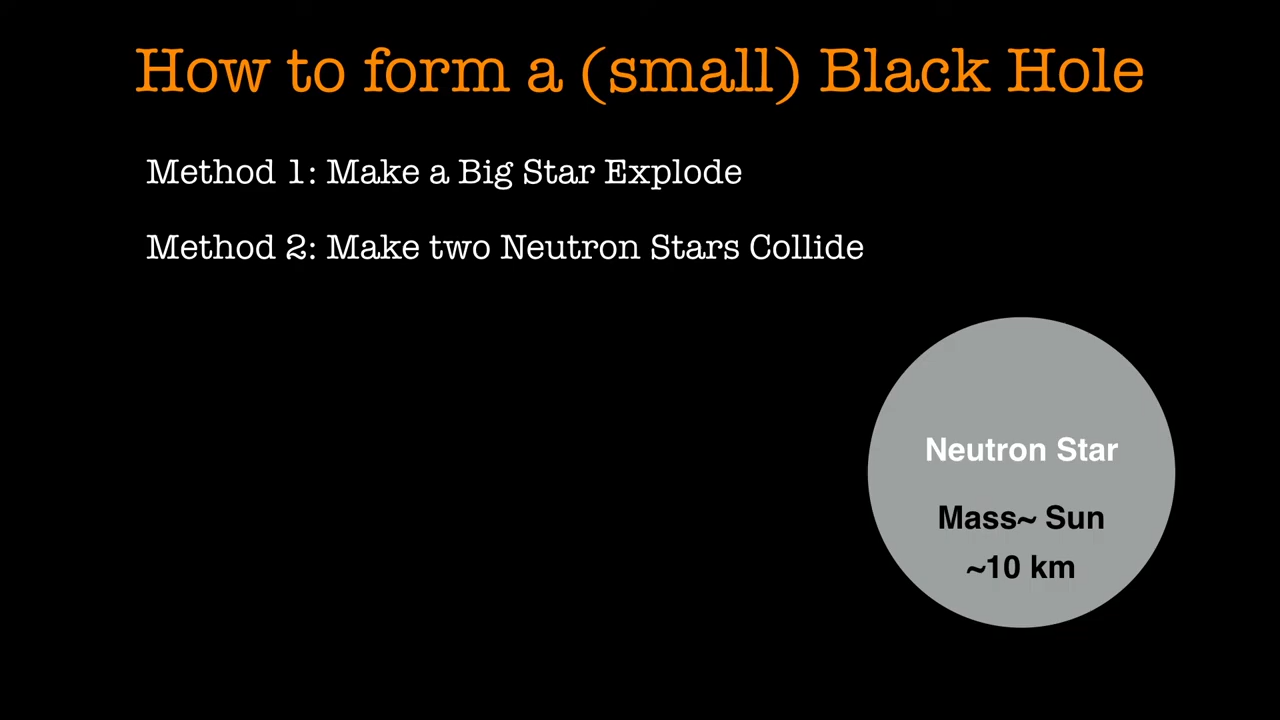 How to form a (small) Black Hole
Method 1: Make a Big Star Explode
Method 2: Make two Neutron Stars Collide
Neutron Star
Mass~ Sun
~10 km